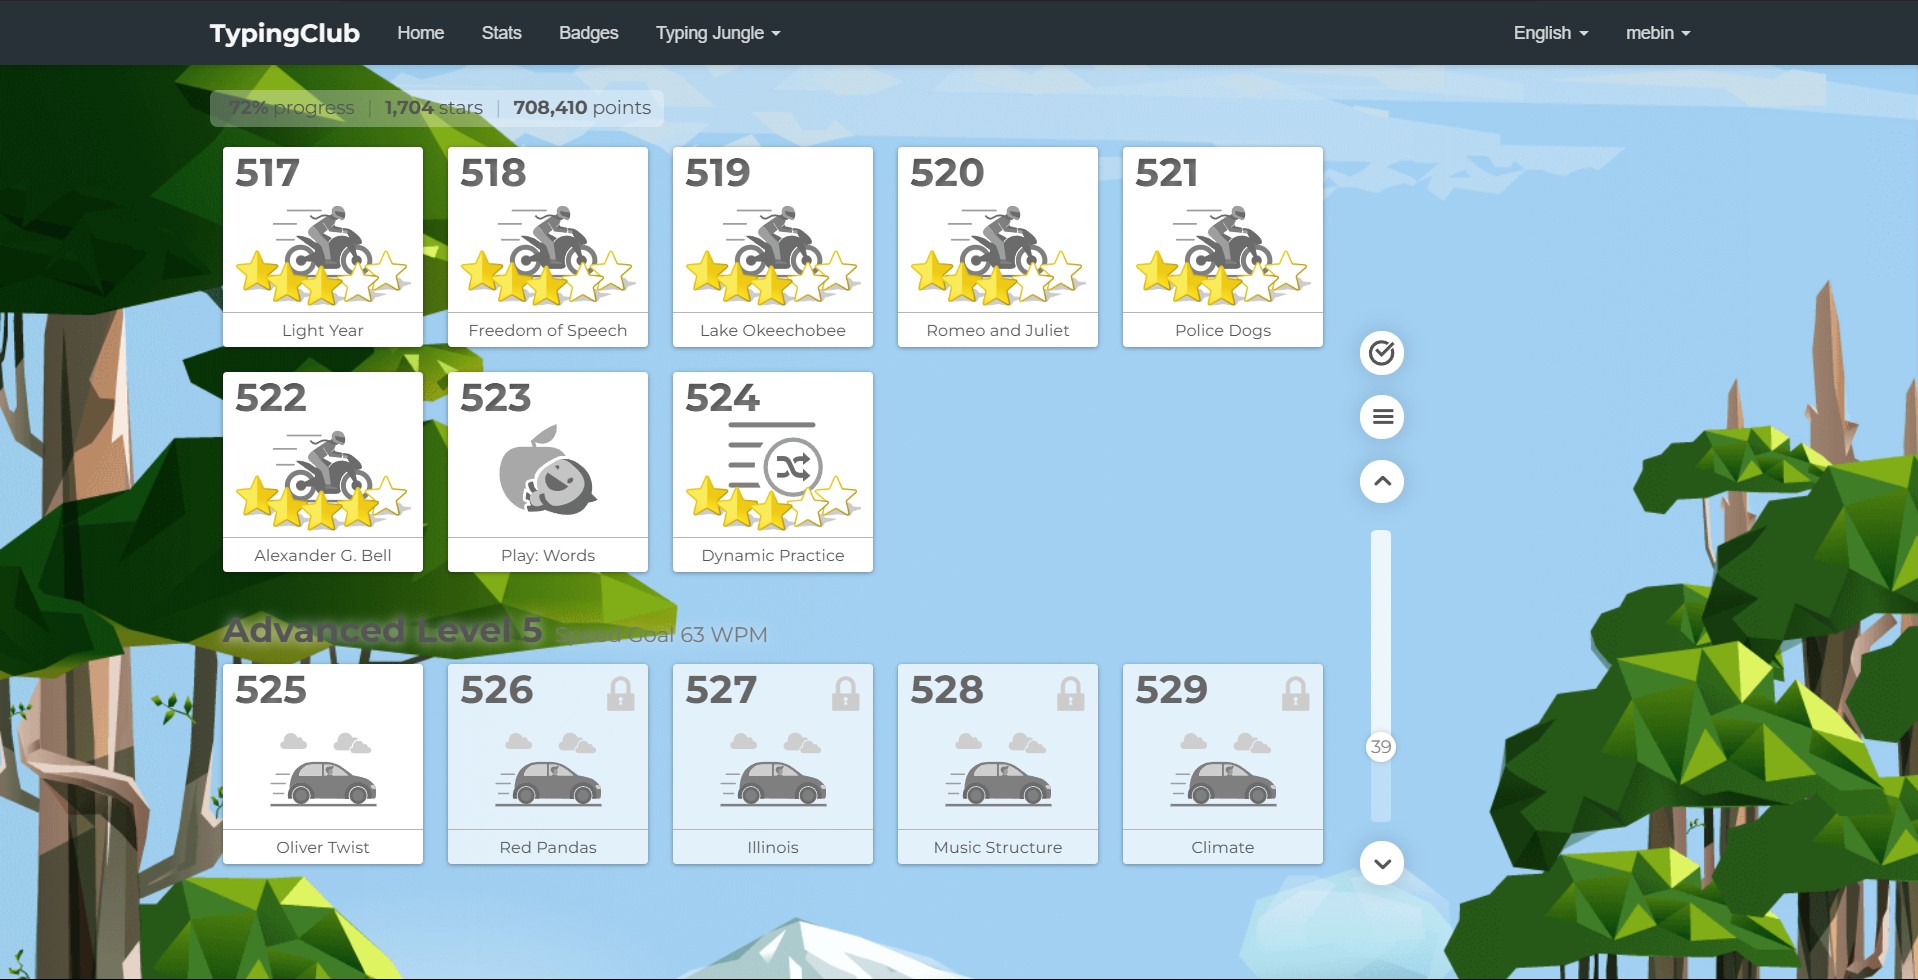 TypingClub Home Stats Badges Typing Jungle English mebin
72% progress | 1,704 stars | 708,410 points
517 518 519 520 521
Light Year Freedom of Speech Lake Okeechobee Romeo and Juliet Police Dogs
522 523 524
Alexander G. Bell Play: Words Dynamic Practice
Advanced Level 5 Speed Goal 63 WPM
525 526 527 528 529
39
Oliver Twist Red Pandas Illinois Music Structure Climate